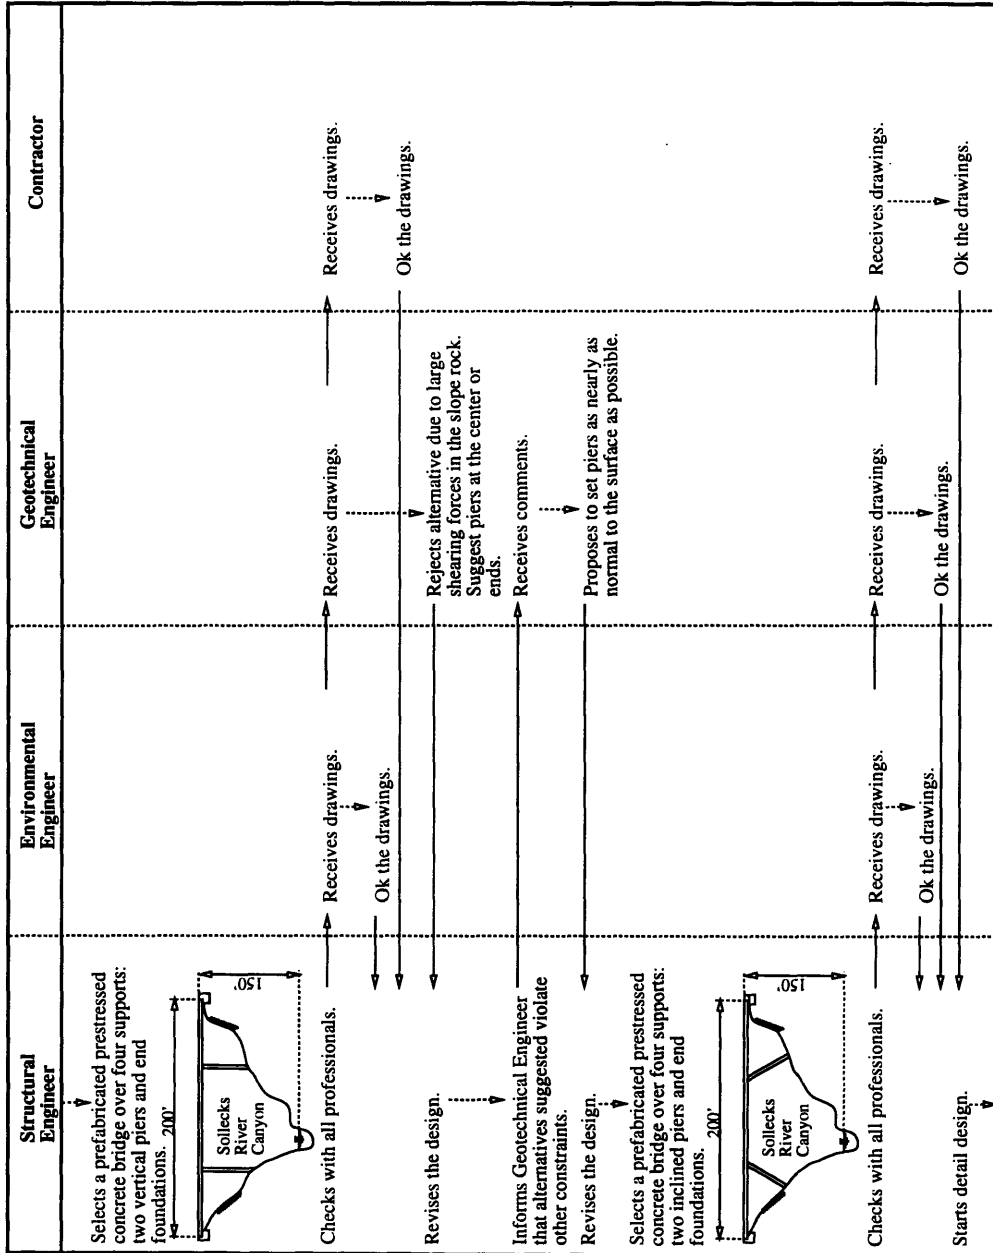 Structural
Engineer
Environmental
Engineer
Geotechnical
Engineer
Contractor
Selects a prefabricated prestressed
concrete bridge over four supports:
two vertical piers and end
foundations.
200'
150'
Sollecks
River
Canyon
Checks with all professionals.
Receives drawings.
Receives drawings.
Receives drawings.
Ok the drawings.
Ok the drawings.
Rejects alternative due to large
shearing forces in the slope rock.
Suggest piers at the center or
ends.
Revises the design.
Informs Geotechnical Engineer
that alternatives suggested violate
other constraints.
Receives comments.
Proposes to set piers as nearly as
normal to the surface as possible.
Revises the design.
Selects a prefabricated prestressed
concrete bridge over four supports:
two inclined piers and end
foundations.
200'
150'
Sollecks
River
Canyon
Checks with all professionals.
Receives drawings.
Receives drawings.
Receives drawings.
Ok the drawings.
Ok the drawings.
Ok the drawings.
Starts detail design.